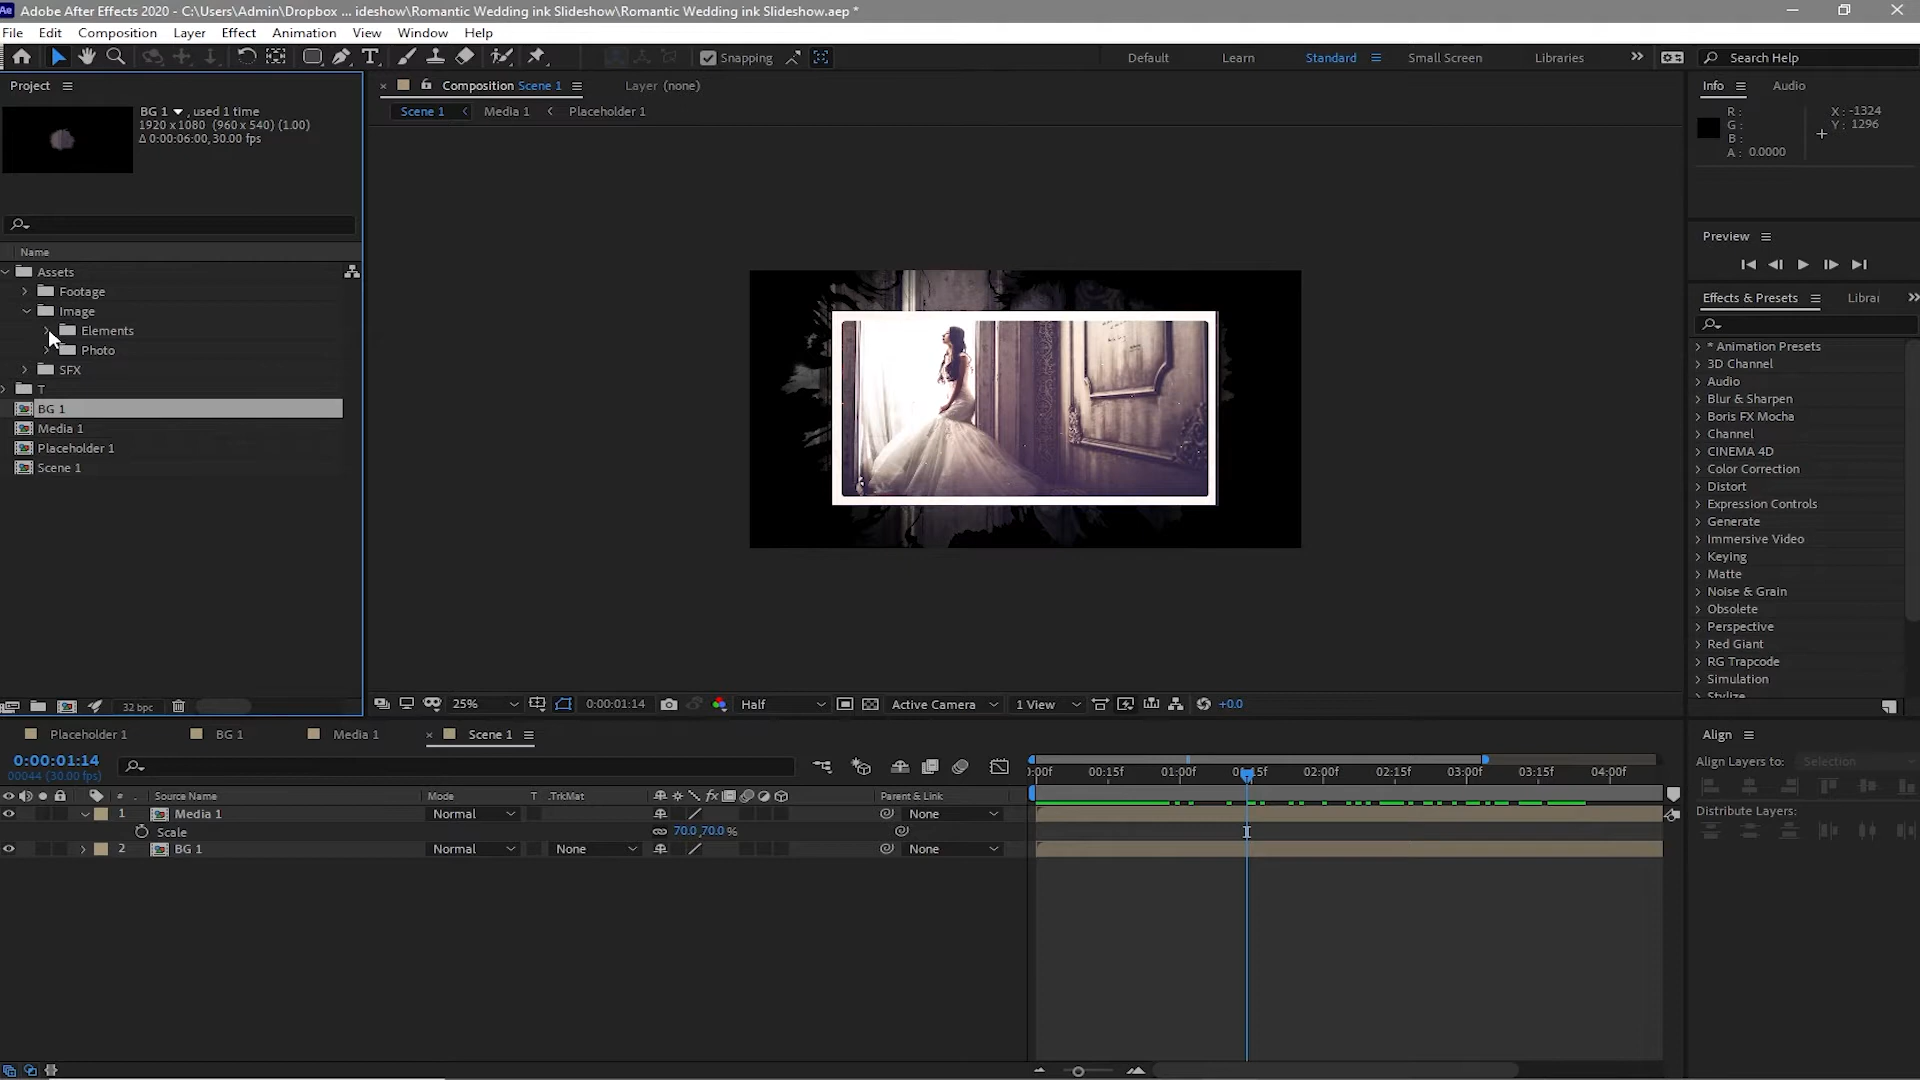 Ae Adobe After Effects 2020 - C:\Users\Admin\Dropbox ... ideshow\Romantic Wedding ink Slideshow\Romantic Wedding ink Slideshow.aep *
File Edit Composition Layer Effect Animation View Window Help
Snapping Default Learn Standard Small Screen Libraries Search Help
Project
BG 1 , used 1 time
1920 x 1080 (960 x 540) (1.00)
Δ 0:00:06:00, 30.00 fps
Name
Assets
Footage
Image
Elements
Photo
SFX
T
BG 1
Media 1
Placeholder 1
Scene 1
32 bpc
Composition Scene 1 Layer (none)
Scene 1 Media 1 Placeholder 1
25% 0:00:01:14 Half Active Camera 1 View +0.0
Info Audio
R : X : -1324
G : Y : 1296
B :
A : 0.0000
Preview
Effects & Presets Librai
* Animation Presets
3D Channel
Audio
Blur & Sharpen
Boris FX Mocha
Channel
CINEMA 4D
Color Correction
Distort
Expression Controls
Generate
Immersive Video
Keying
Matte
Noise & Grain
Obsolete
Perspective
Red Giant
RG Trapcode
Simulation
Stylize
Placeholder 1 BG 1 Media 1 Scene 1
0:00:01:14
00044 (30.00 fps)
:00f 00:15f 01:00f 01:15f 02:00f 02:15f 03:00f 03:15f 04:00f
# Source Name Mode T .TrkMat Parent & Link
1 Media 1 Normal None
Scale 70.0,70.0 %
2 BG 1 Normal None None
Align
Align Layers to: Selection
Distribute Layers: